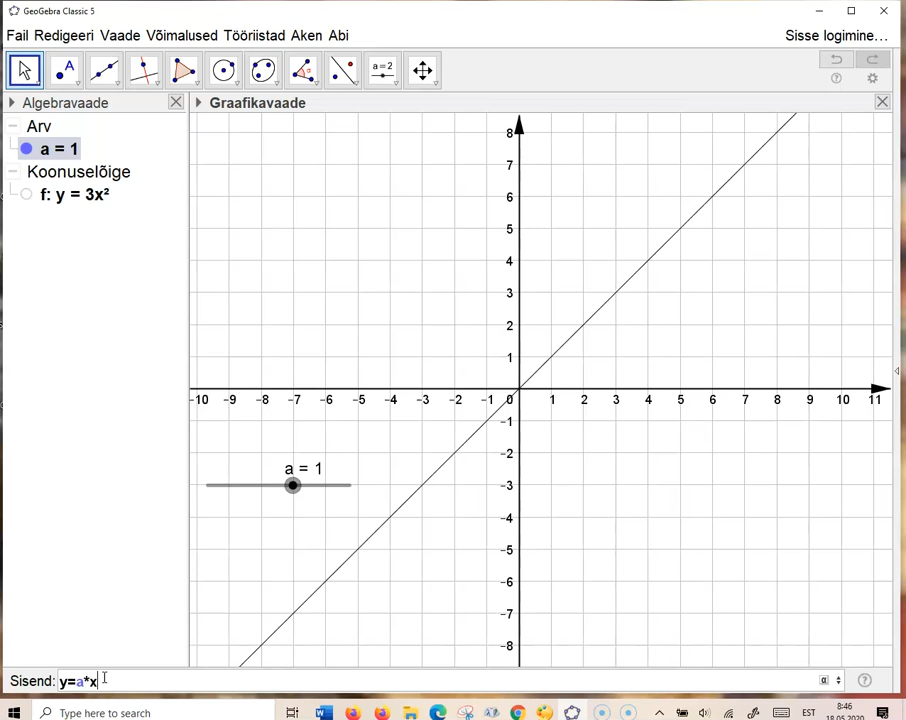 GeoGebra Classic 5
Fail Redigeeri Vaade Võimalused Tööriistad Aken Abi
Sisse logimine...
A
α
a=2
Algebravaade
Graafikavaade
Arv
a = 1
Koonuselõige
f: y = 3x²
8
7
6
5
4
3
2
1
−10 −9 −8 −7 −6 −5 −4 −3 −2 −1 0 1 2 3 4 5 6 7 8 9 10 11
−1
−2
−3
−4
−5
−6
−7
−8
a = 1
Sisend: y=a*x
α
Type here to search
EST
8:46
18.05.2020